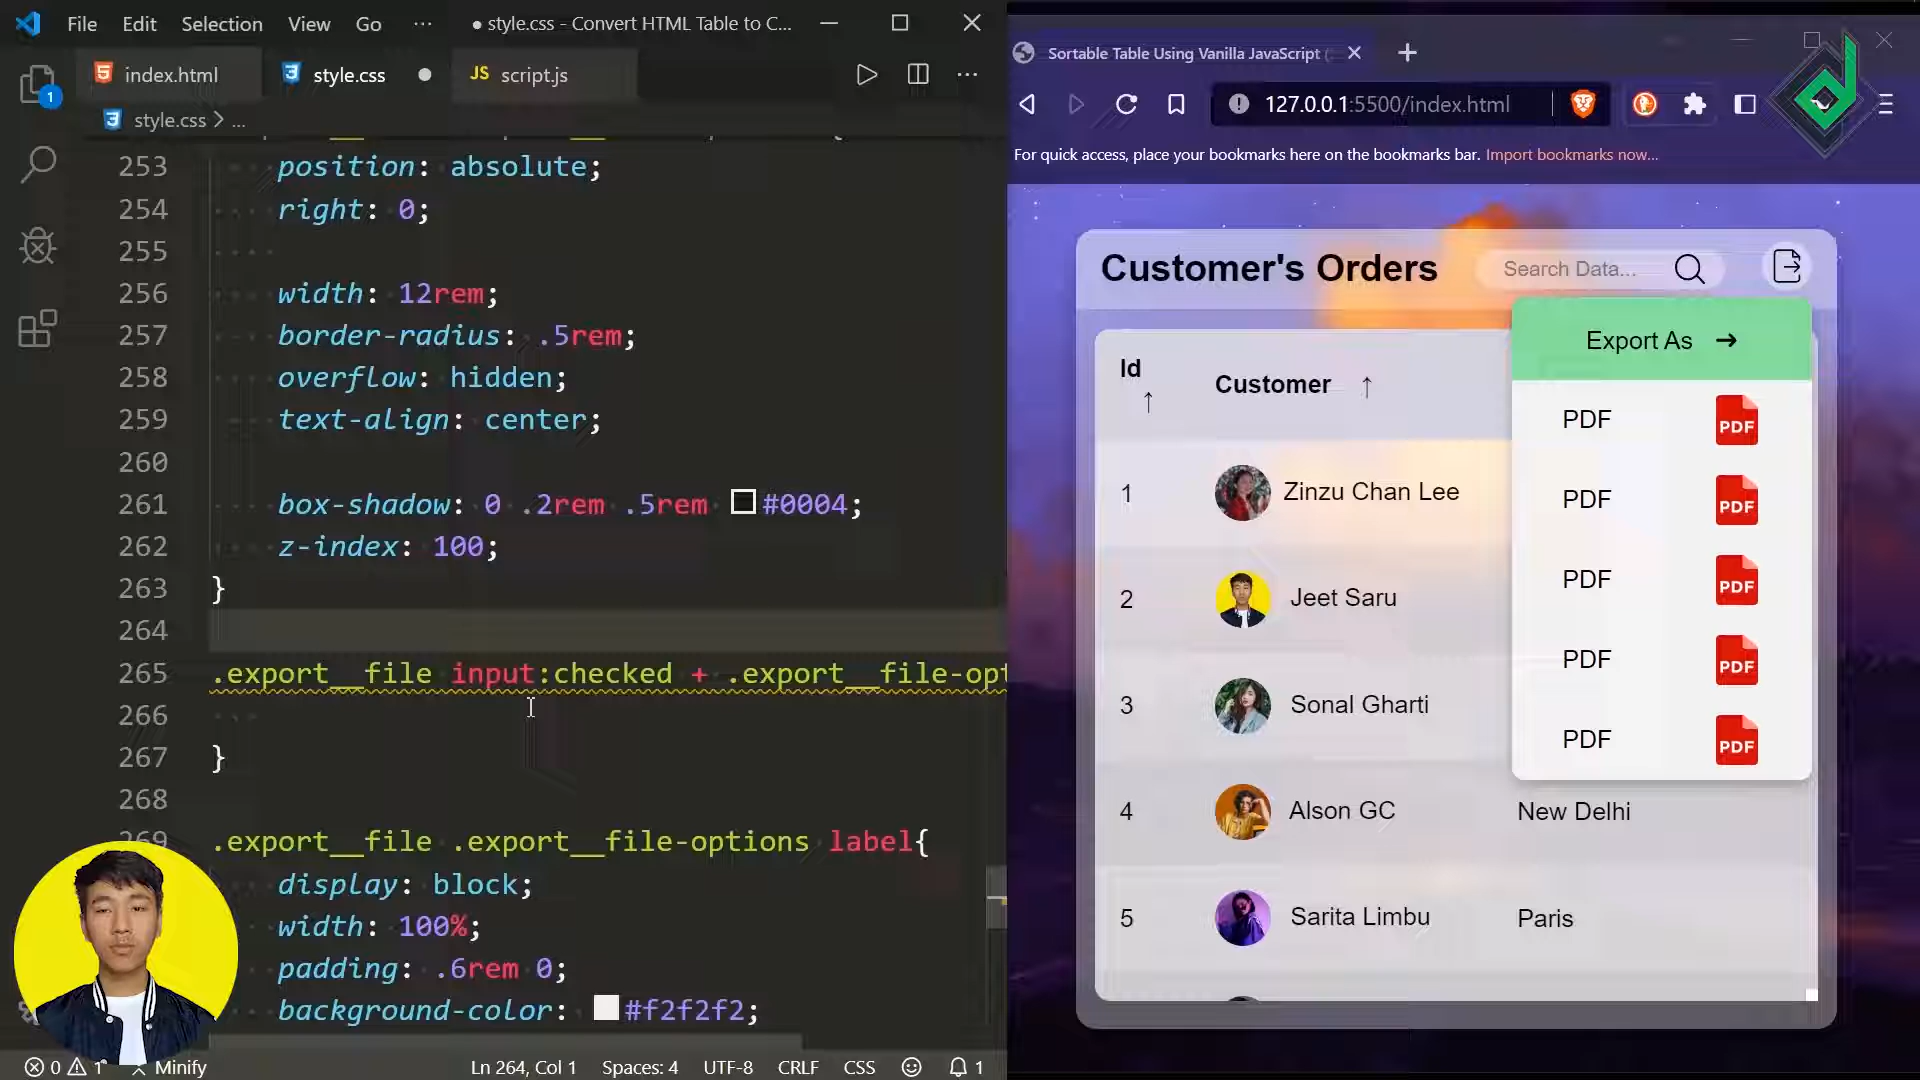 File Edit Selection View Go ··· ● style.css - Convert HTML Table to C...
index.html style.css ● JS script.js ···
1
style.css > ...
253 position: absolute;
254 right: 0;
255
256 width: 12rem;
257 border-radius: .5rem;
258 overflow: hidden;
259 text-align: center;
260
261 box-shadow: 0 .2rem .5rem #0004;
262 z-index: 100;
263 }
264
265 .export__file input:checked + .export__file-opt
266
267 }
268
269 .export__file .export__file-options label{
display: block;
width: 100%;
padding: .6rem 0;
background-color: #f2f2f2;
0 1 Minify Ln 264, Col 1 Spaces: 4 UTF-8 CRLF CSS 1
Sortable Table Using Vanilla JavaScript (
127.0.0.1:5500/index.html
For quick access, place your bookmarks here on the bookmarks bar. Import bookmarks now...
Customer's Orders Search Data...
Export As →
Id ↑ Customer ↑
PDF PDF
PDF PDF
PDF PDF
PDF PDF
PDF PDF
1 Zinzu Chan Lee
2 Jeet Saru
3 Sonal Gharti
4 Alson GC New Delhi
5 Sarita Limbu Paris